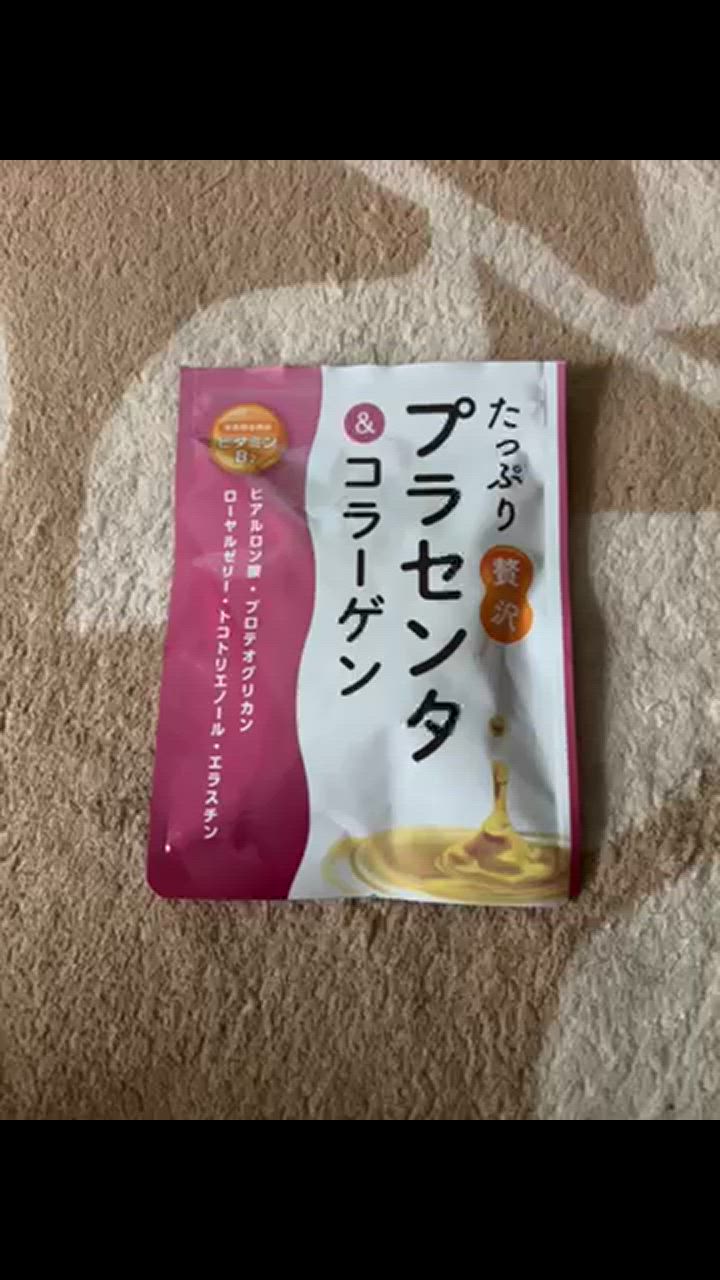 たっぷり
贅沢
プラセンタ
&
コラーゲン
ビタミン
ヒアルロン酸・プロテオグリカン
ローヤルゼリー・トコトリエノール・エラスチン